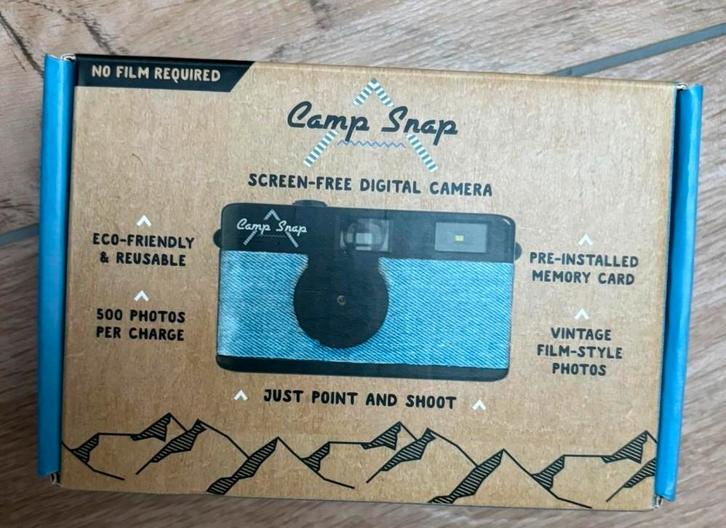 NO FILM REQUIRED
Camp Snap
SCREEN-FREE DIGITAL CAMERA
Camp Snap
ECO-FRIENDLY
& REUSABLE
500 PHOTOS
PER CHARGE
PRE-INSTALLED
MEMORY CARD
VINTAGE
FILM-STYLE
PHOTOS
JUST POINT AND SHOOT